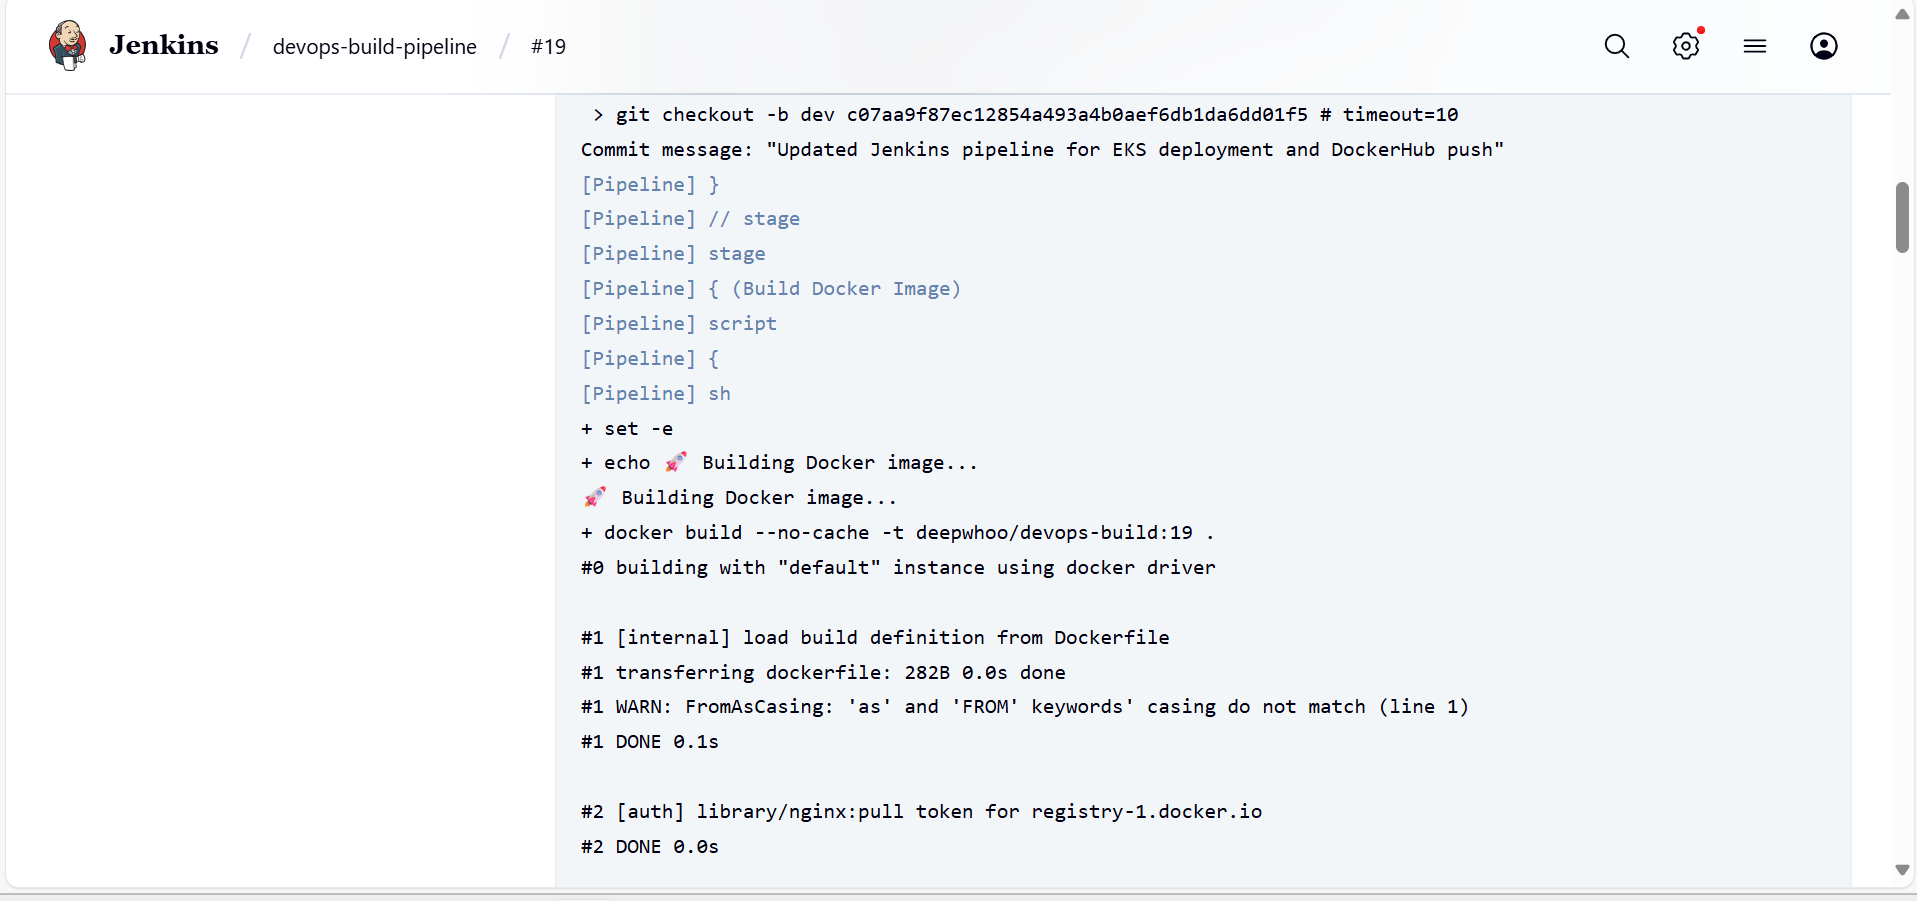 Jenkins / devops-build-pipeline / #19
> git checkout -b dev c07aa9f87ec12854a493a4b0aef6db1da6dd01f5 # timeout=10
Commit message: "Updated Jenkins pipeline for EKS deployment and DockerHub push"
[Pipeline] }
[Pipeline] // stage
[Pipeline] stage
[Pipeline] { (Build Docker Image)
[Pipeline] script
[Pipeline] {
[Pipeline] sh
+ set -e
+ echo 🚀 Building Docker image...
🚀 Building Docker image...
+ docker build --no-cache -t deepwhoo/devops-build:19 .
#0 building with "default" instance using docker driver
#1 [internal] load build definition from Dockerfile
#1 transferring dockerfile: 282B 0.0s done
#1 WARN: FromAsCasing: 'as' and 'FROM' keywords' casing do not match (line 1)
#1 DONE 0.1s
#2 [auth] library/nginx:pull token for registry-1.docker.io
#2 DONE 0.0s